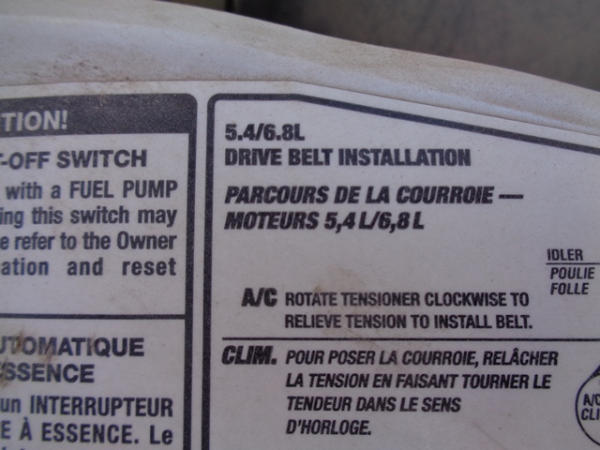 TION!
-OFF SWITCH
with a FUEL PUMP
ing this switch may
e refer to the Owner
ation and reset
UTOMATIQUE
SSENCE
un INTERRUPTEUR
E À ESSENCE. Le
5.4/6.8L
DRIVE BELT INSTALLATION
PARCOURS DE LA COURROIE —
MOTEURS 5,4 L/6,8 L
IDLER
POULIE
FOLLE
A/C ROTATE TENSIONER CLOCKWISE TO
RELIEVE TENSION TO INSTALL BELT.
CLIM. POUR POSER LA COURROIE, RELÂCHER
LA TENSION EN FAISANT TOURNER LE
TENDEUR DANS LE SENS
D'HORLOGE.
A/C
CLI